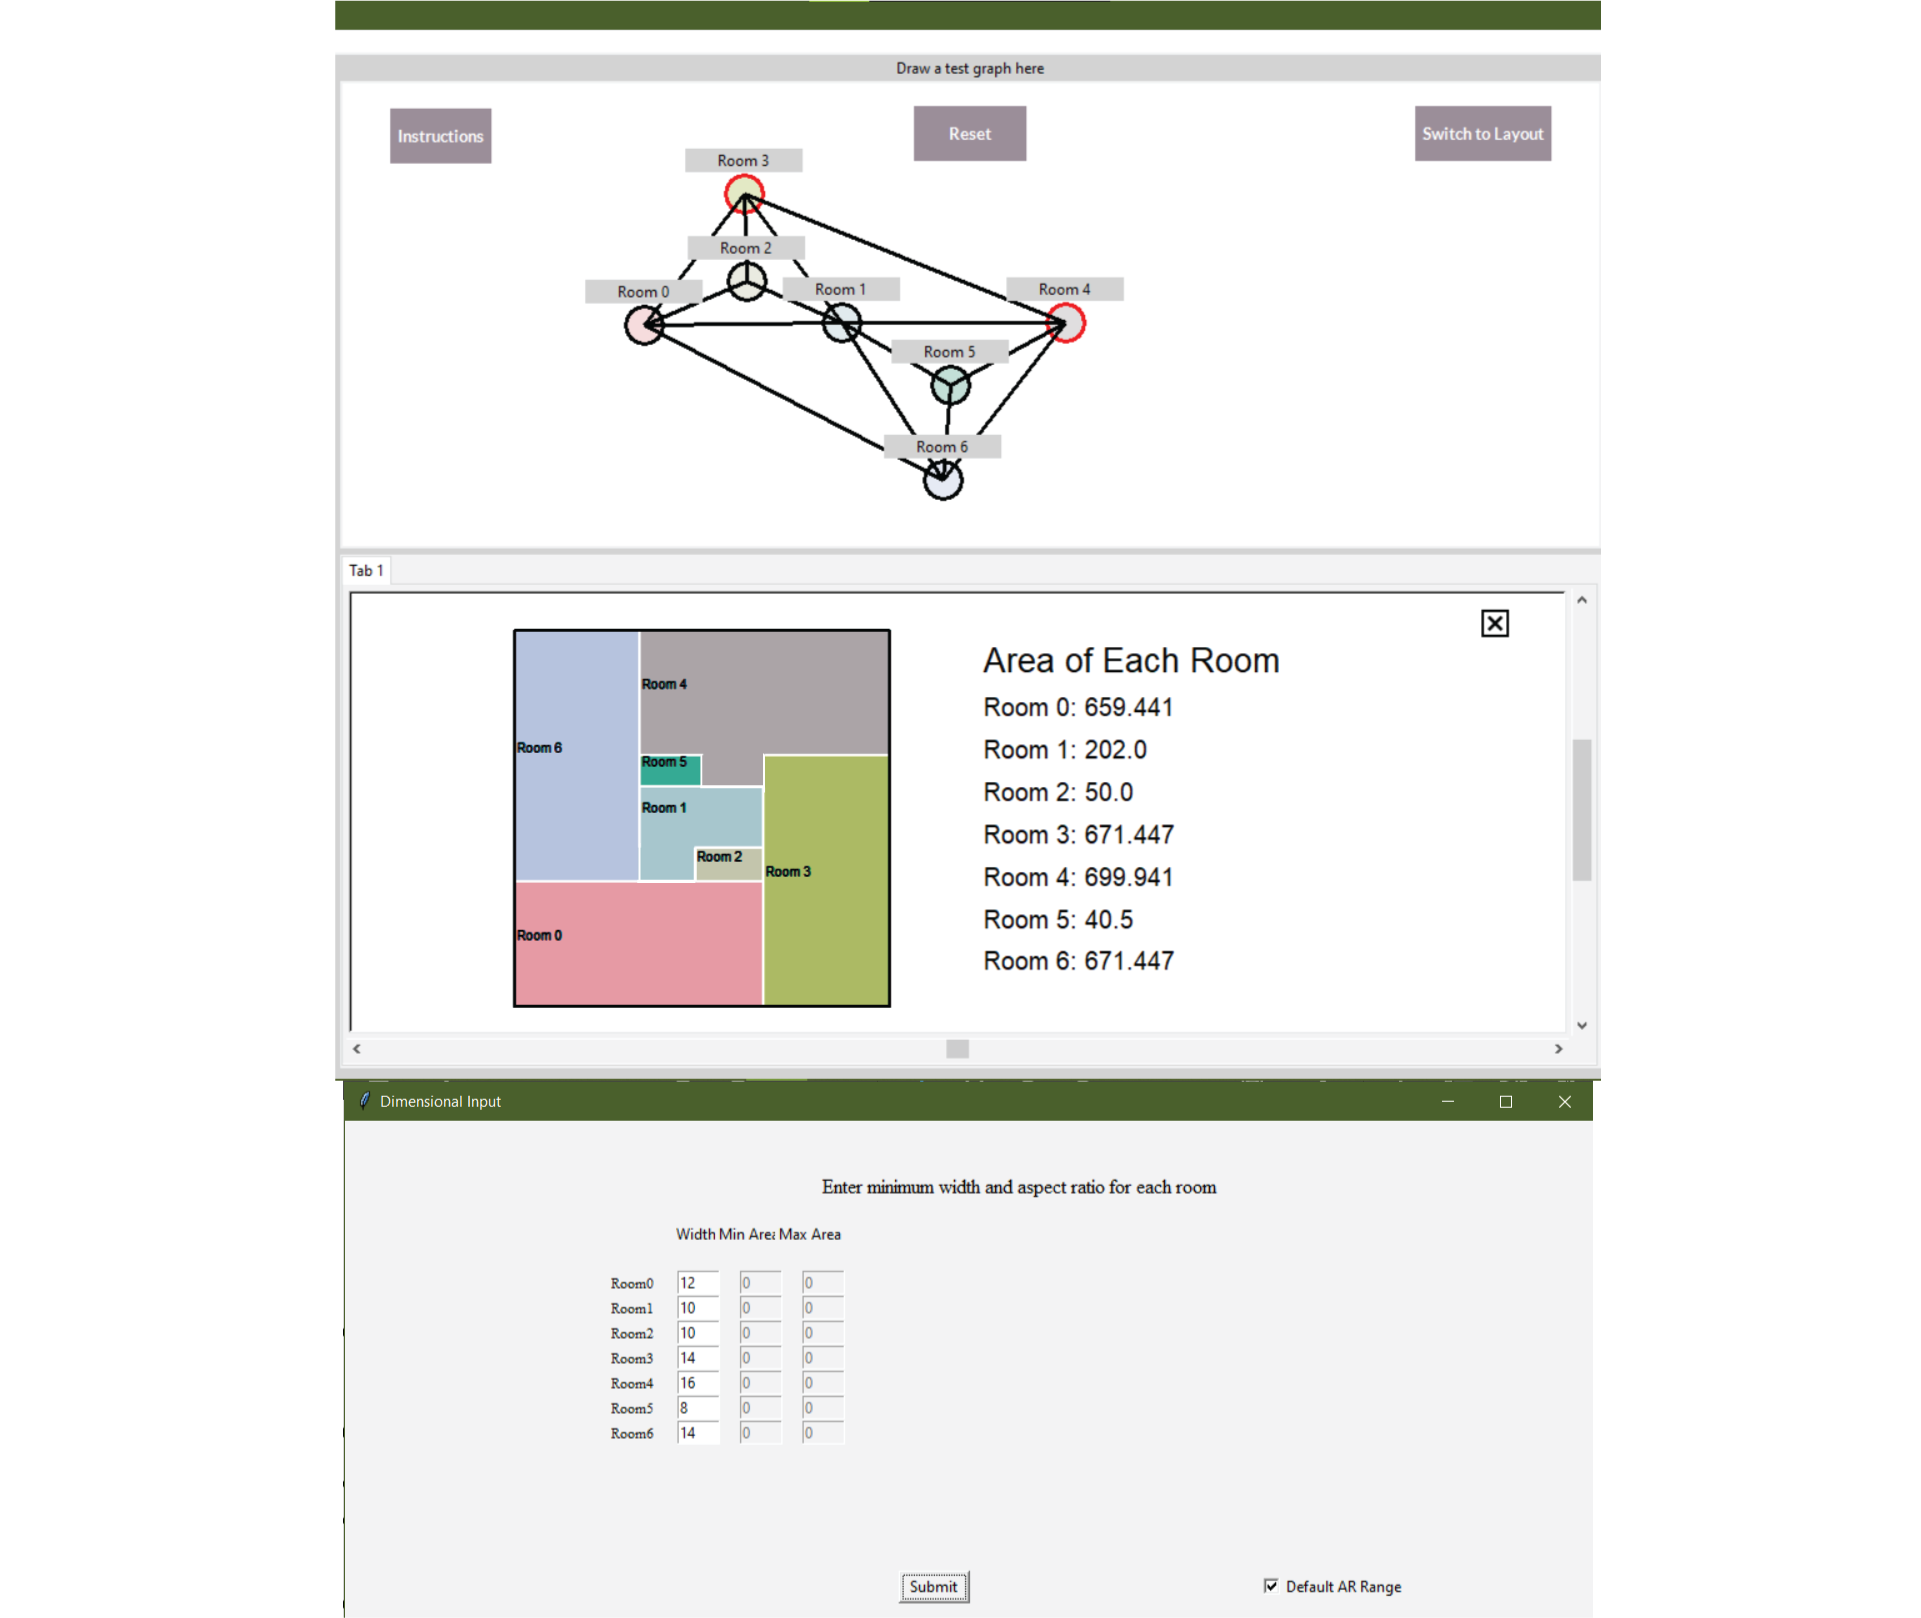 Draw a test graph here
Instructions
Reset
Switch to Layout
Room 3
Room 2
Room 0
Room 1
Room 4
Room 5
Room 6
Tab 1
Room 4
Room 6
Room 5
Room 1
Room 2
Room 3
Room 0
Area of Each Room
Room 0: 659.441
Room 1: 202.0
Room 2: 50.0
Room 3: 671.447
Room 4: 699.941
Room 5: 40.5
Room 6: 671.447
Dimensional Input
Enter minimum width and aspect ratio for each room
Width Min Area Max Area
Room0 12 0 0
Room1 10 0 0
Room2 10 0 0
Room3 14 0 0
Room4 16 0 0
Room5 8 0 0
Room6 14 0 0
Submit
Default AR Range